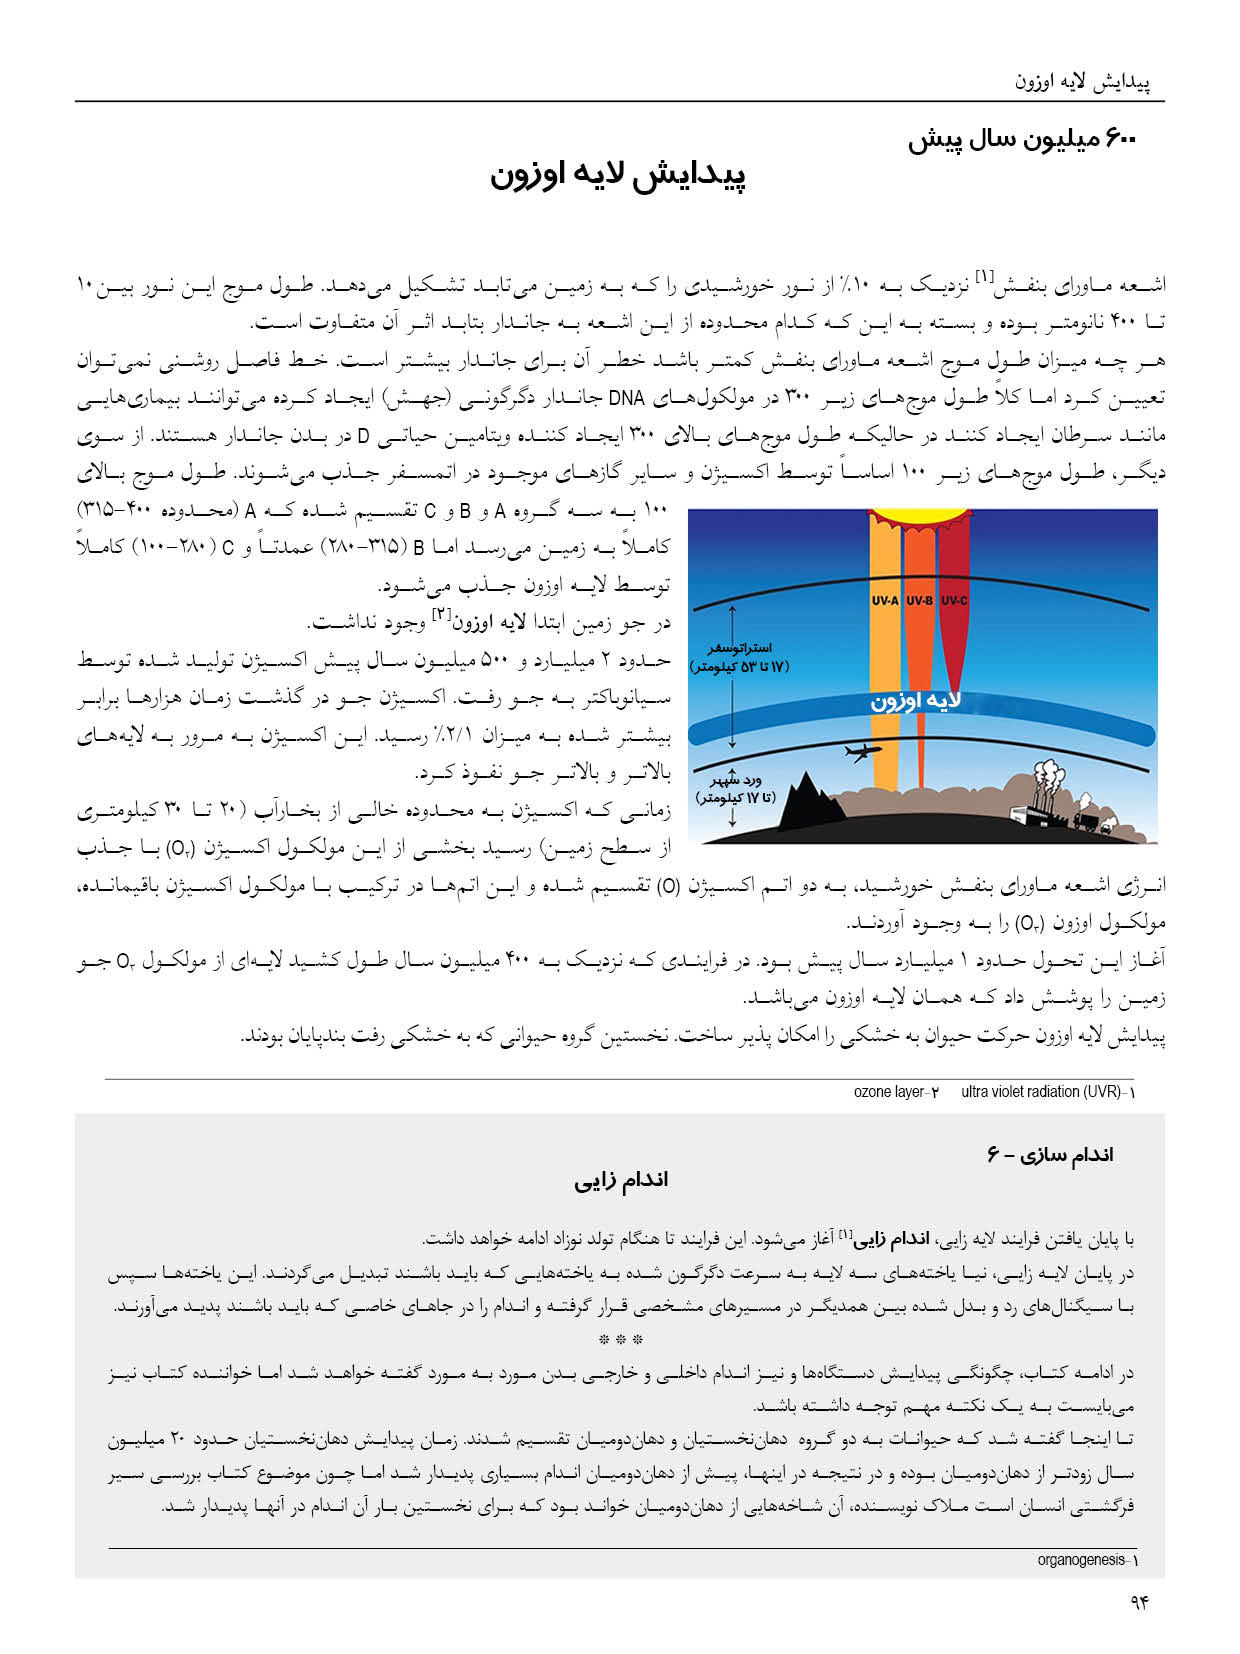 پیدایش لایه اوزون
۶۰۰ میلیون سال پیش
پیدایش لایه اوزون
اشعه ماورای بنفش[۱] نزدیک به ۱۰٪ از نور خورشیدی را که به زمین می‌تابد تشکیل می‌دهد. طول موج این نور بین ۱۰
تا ۴۰۰ نانومتر بوده و بسته به این که کدام محدوده از این اشعه به جاندار بتابد اثر آن متفاوت است.
هر چه میزان طول موج اشعه ماورای بنفش کمتر باشد خطر آن برای جاندار بیشتر است. خط فاصل روشنی نمی‌توان
تعیین کرد اما کلاً طول موج‌های زیر ۳۰۰ در مولکول‌های DNA جاندار دگرگونی (جهش) ایجاد کرده می‌توانند بیماری‌هایی
مانند سرطان ایجاد کنند در حالیکه طول موج‌های بالای ۳۰۰ ایجاد کننده ویتامین حیاتی D در بدن جاندار هستند. از سوی
دیگر، طول موج‌های زیر ۱۰۰ اساساً توسط اکسیژن و سایر گازهای موجود در اتمسفر جذب می‌شوند. طول موج بالای
۱۰۰ به سه گروه A و B و C تقسیم شده که A (محدوده ۴۰۰-۳۱۵)
کاملاً به زمین می‌رسد اما B (۳۱۵-۲۸۰) عمدتاً و C (۲۸۰-۱۰۰) کاملاً
توسط لایه اوزون جذب می‌شود.
در جو زمین ابتدا لایه اوزون[۲] وجود نداشت.
حدود ۲ میلیارد و ۵۰۰ میلیون سال پیش اکسیژن تولید شده توسط
سیانوباکتر به جو رفت. اکسیژن جو در گذشت زمان هزارها برابر
بیشتر شده به میزان ۲/۱٪ رسید. این اکسیژن به مرور به لایه‌های
بالاتر و بالاتر جو نفوذ کرد.
زمانی که اکسیژن به محدوده خالی از بخارآب (۲۰ تا ۳۰ کیلومتری
از سطح زمین) رسید بخشی از این مولکول اکسیژن (O۲) با جذب
انرژی اشعه ماورای بنفش خورشید، به دو اتم اکسیژن (O) تقسیم شده و این اتم‌ها در ترکیب با مولکول اکسیژن باقیمانده،
مولکول اوزون (O۳) را به وجود آوردند.
آغاز این تحول حدود ۱ میلیارد سال پیش بود. در فرایندی که نزدیک به ۴۰۰ میلیون سال طول کشید لایه‌ای از مولکول O۳ جو
زمین را پوشش داد که همان لایه اوزون می‌باشد.
پیدایش لایه اوزون حرکت حیوان به خشکی را امکان پذیر ساخت. نخستین گروه حیوانی که به خشکی رفت بندپایان بودند.
UV-A UV-B UV-C
استراتوسفر
(۱۷ تا ۵۳ کیلومتر)
لایه اوزون
ورد سپهر
(تا ۱۷ کیلومتر)
۱-ultra violet radiation (UVR) ۲-ozone layer
اندام سازی - ۶
اندام زایی
با پایان یافتن فرایند لایه زایی، اندام زایی[۱] آغاز می‌شود. این فرایند تا هنگام تولد نوزاد ادامه خواهد داشت.
در پایان لایه زایی، نیا یاخته‌های سه لایه به سرعت دگرگون شده به یاخته‌هایی که باید باشند تبدیل می‌گردند. این یاخته‌ها سپس
با سیگنال‌های رد و بدل شده بین همدیگر در مسیرهای مشخصی قرار گرفته و اندام را در جاهای خاصی که باید باشند پدید می‌آورند.
* * *
در ادامه کتاب، چگونگی پیدایش دستگاه‌ها و نیز اندام داخلی و خارجی بدن مورد به مورد گفته خواهد شد اما خواننده کتاب نیز
می‌بایست به یک نکته مهم توجه داشته باشد.
تا اینجا گفته شد که حیوانات به دو گروه دهان‌نخستیان و دهان‌دومیان تقسیم شدند. زمان پیدایش دهان‌نخستیان حدود ۲۰ میلیون
سال زودتر از دهان‌دومیان بوده و در نتیجه در اینها، پیش از دهان‌دومیان اندام بسیاری پدیدار شد اما چون موضوع کتاب بررسی سیر
فرگشتی انسان است ملاک نویسنده، آن شاخه‌هایی از دهان‌دومیان خواند بود که برای نخستین بار آن اندام در آنها پدیدار شد.
۱-organogenesis
۹۴